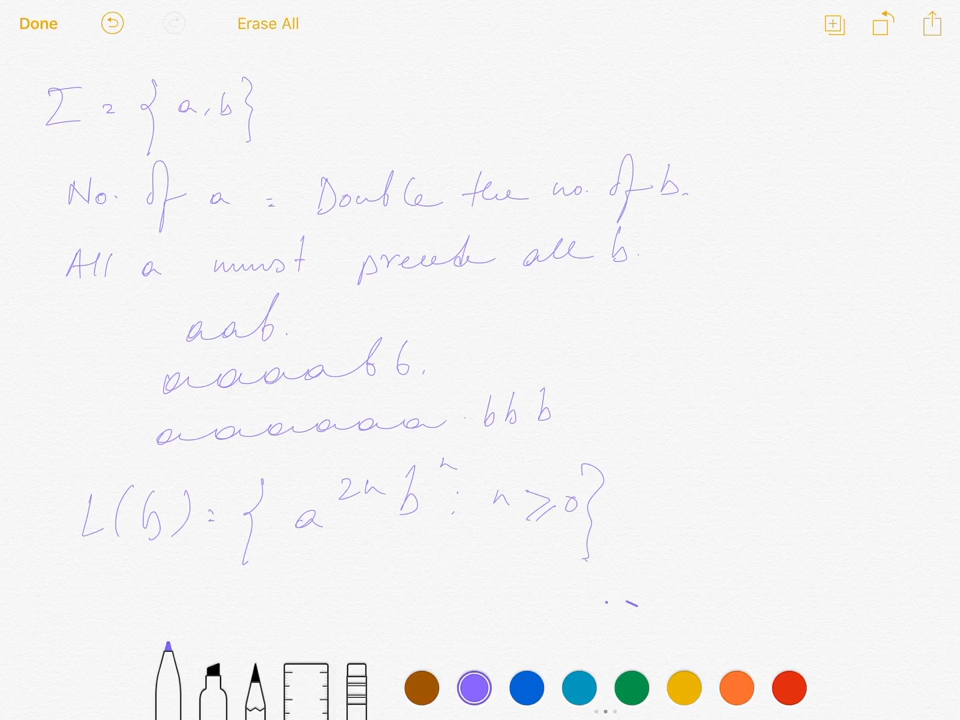 Done Erase All
Σ = { a, b}
No. of a = Double the no. of b.
All a must precede all b.
aab.
aaaabb.
aaaaaa bbb
L(G) = { a^{2n} b^n : n ≥ 0}